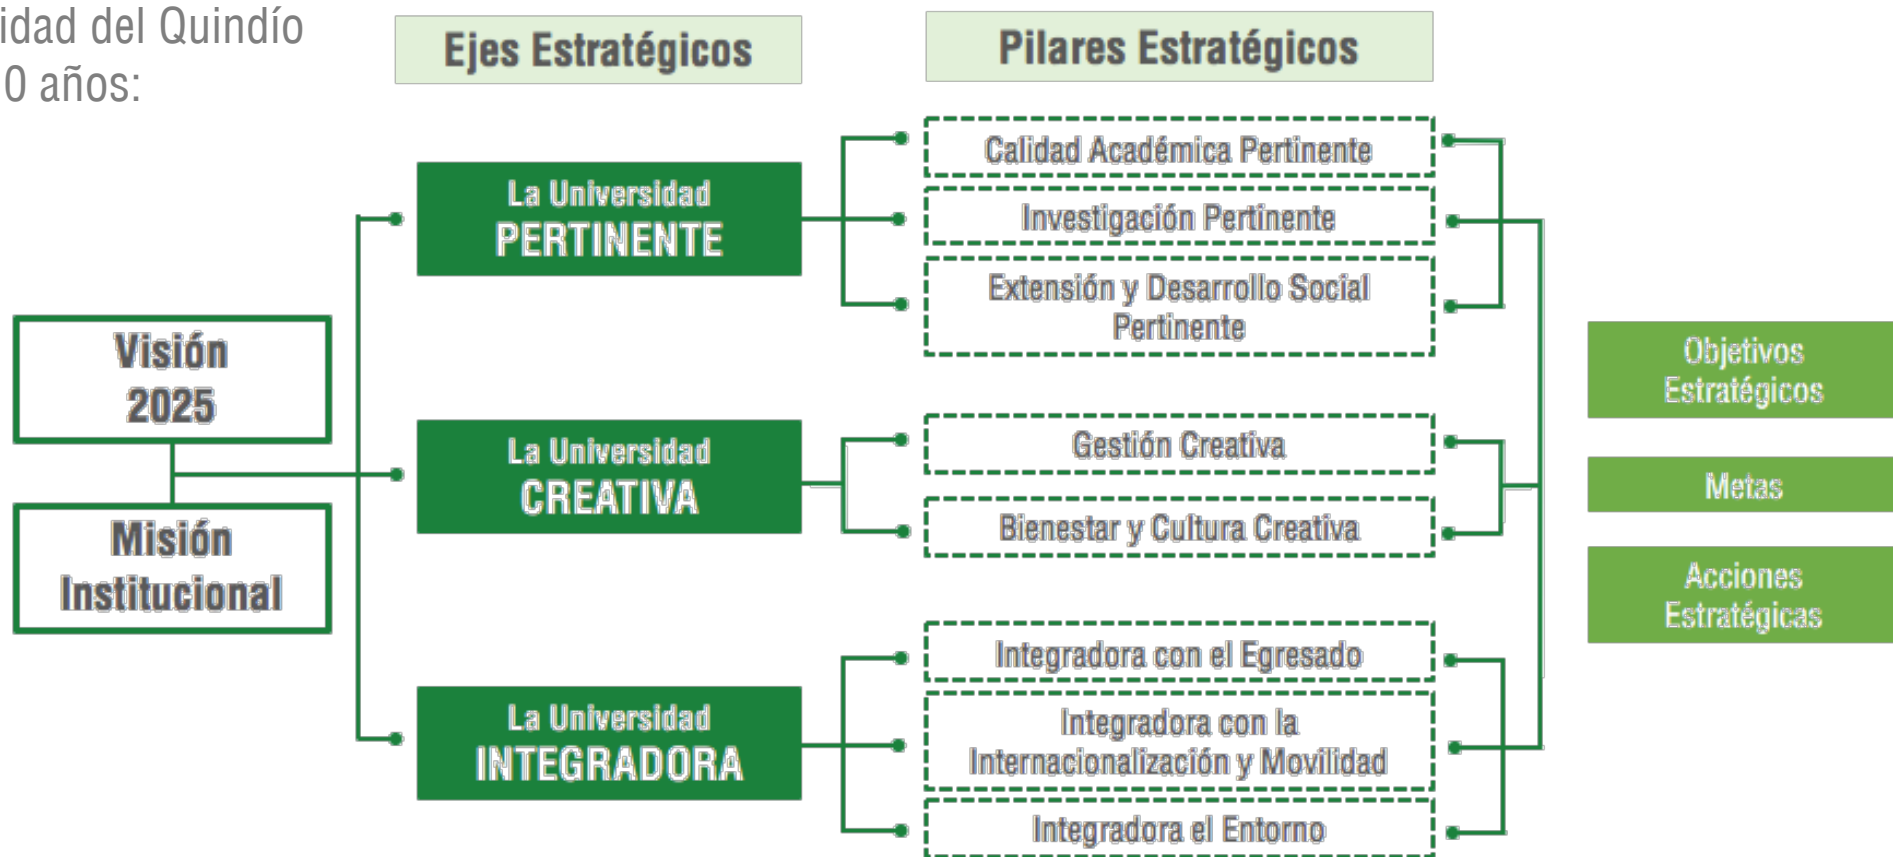 idad del Quindío
0 años:
Ejes Estratégicos
Pilares Estratégicos
La Universidad
PERTINENTE
Calidad Académica Pertinente
Investigación Pertinente
Extensión y Desarrollo Social
Pertinente
Visión
2025
Misión
Institucional
La Universidad
CREATIVA
Gestión Creativa
Bienestar y Cultura Creativa
La Universidad
INTEGRADORA
Integradora con el Egresado
Integradora con la
Internacionalización y Movilidad
Integradora el Entorno
Objetivos
Estratégicos
Metas
Acciones
Estratégicas